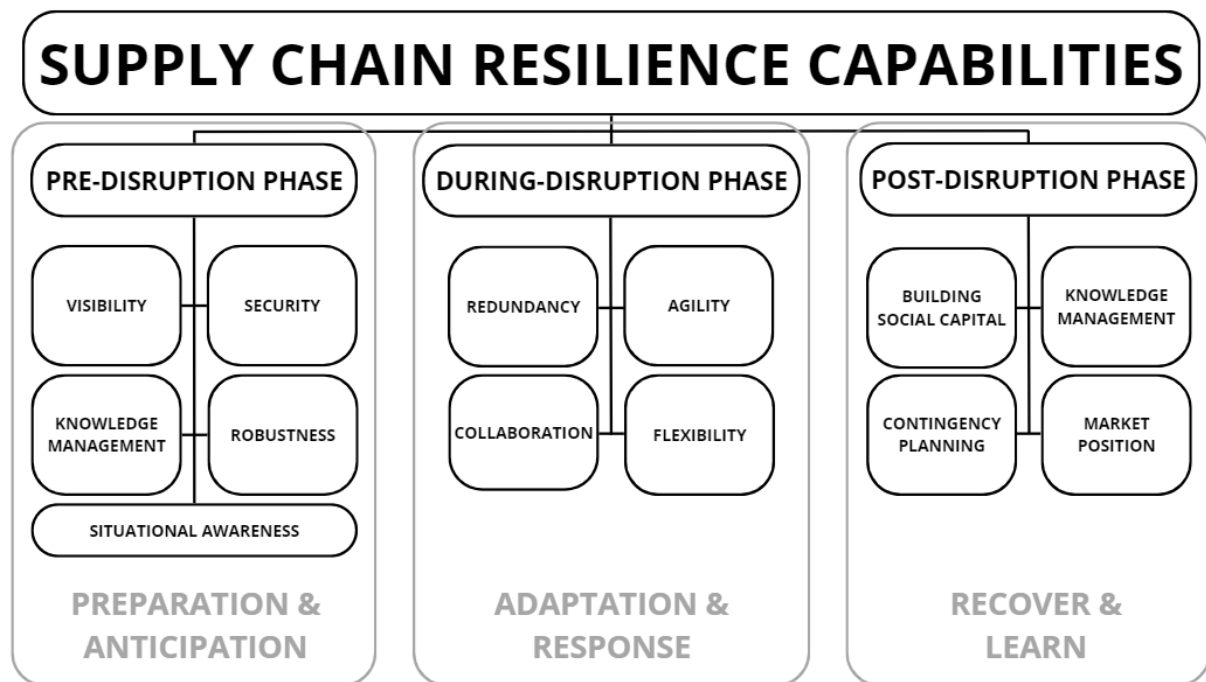 SUPPLY CHAIN RESILIENCE CAPABILITIES
PRE-DISRUPTION PHASE
VISIBILITY
SECURITY
KNOWLEDGE
MANAGEMENT
ROBUSTNESS
SITUATIONAL AWARENESS
PREPARATION &
ANTICIPATION
DURING-DISRUPTION PHASE
REDUNDANCY
AGILITY
COLLABORATION
FLEXIBILITY
ADAPTATION &
RESPONSE
POST-DISRUPTION PHASE
BUILDING
SOCIAL CAPITAL
KNOWLEDGE
MANAGEMENT
CONTINGENCY
PLANNING
MARKET
POSITION
RECOVER &
LEARN